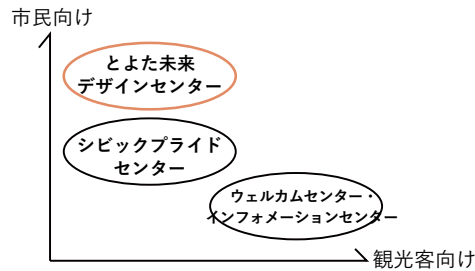 市民向け
とよた未来
デザインセンター
シビックプライド
センター
ウェルカムセンター・
インフォメーションセンター
観光客向け